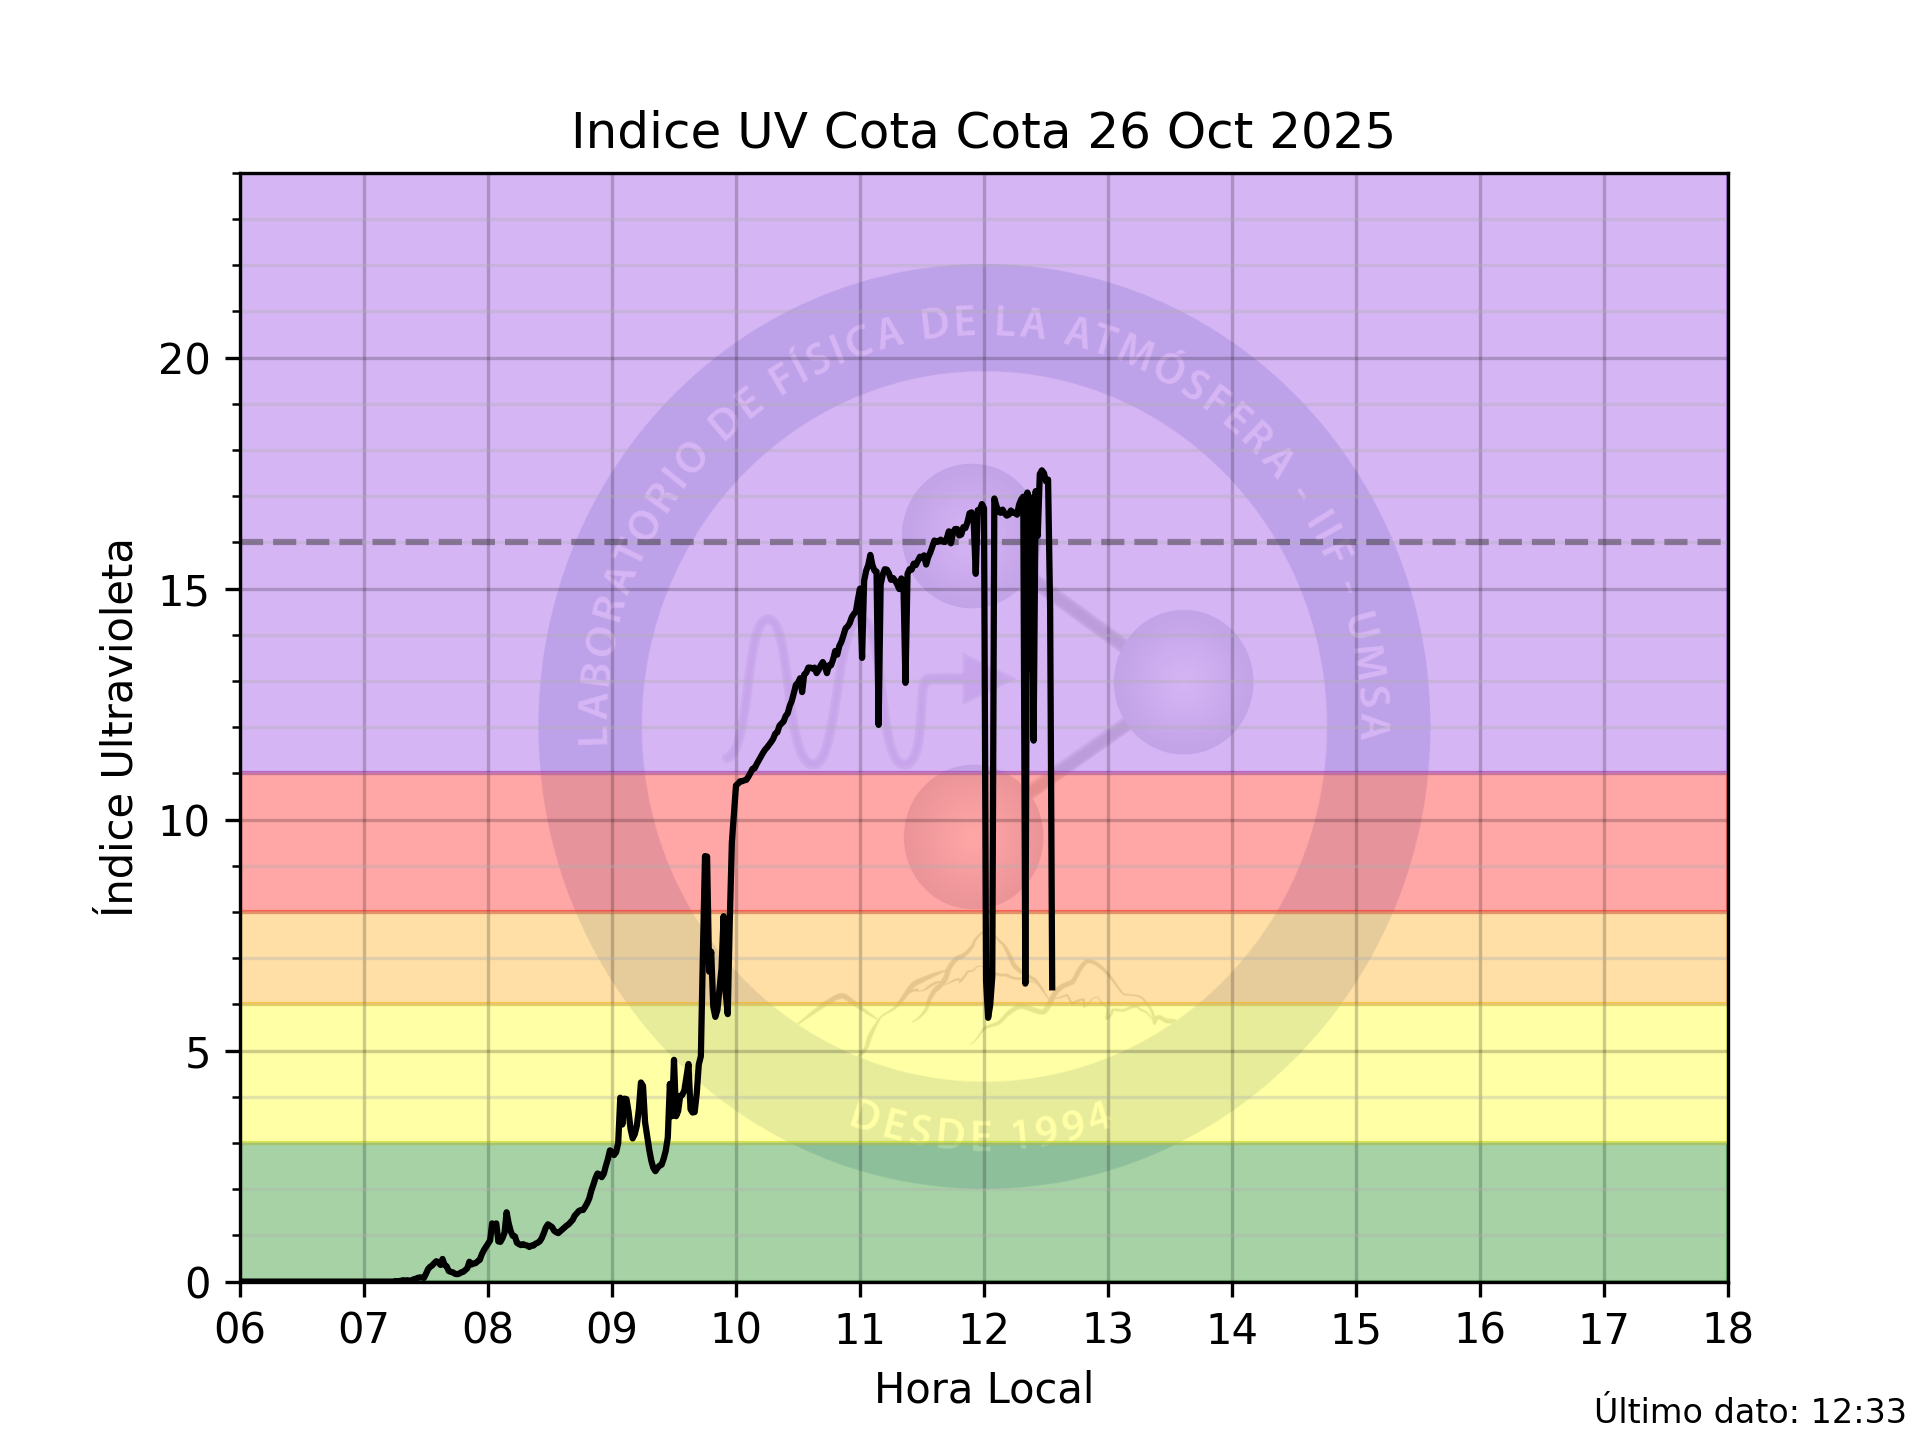 Indice UV Cota Cota 26 Oct 2025
Índice Ultravioleta
20
15
10
5
0
LABORATORIO DE FÍSICA DE LA ATMÓSFERA - IIF - UMSA
DESDE 1994
06 07 08 09 10 11 12 13 14 15 16 17 18
Hora Local
Último dato: 12:33